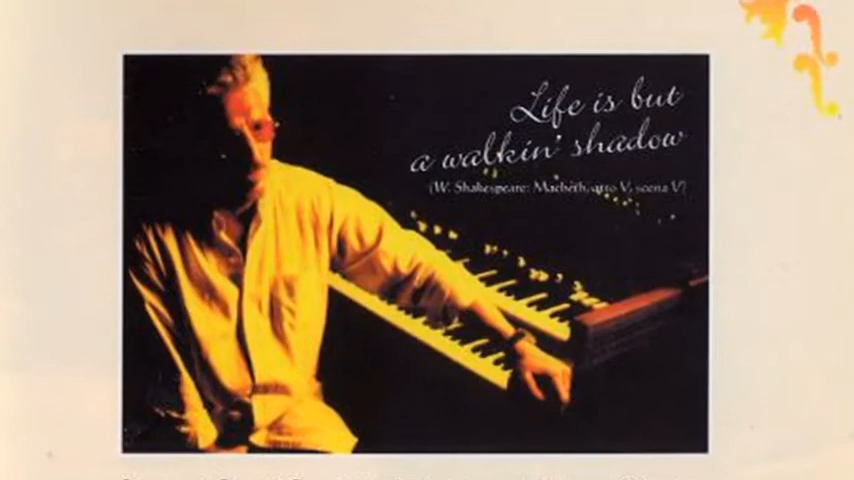 Life is but
a walkin' shadow
(W. Shakespeare: Macbeth, atto V, scena V)